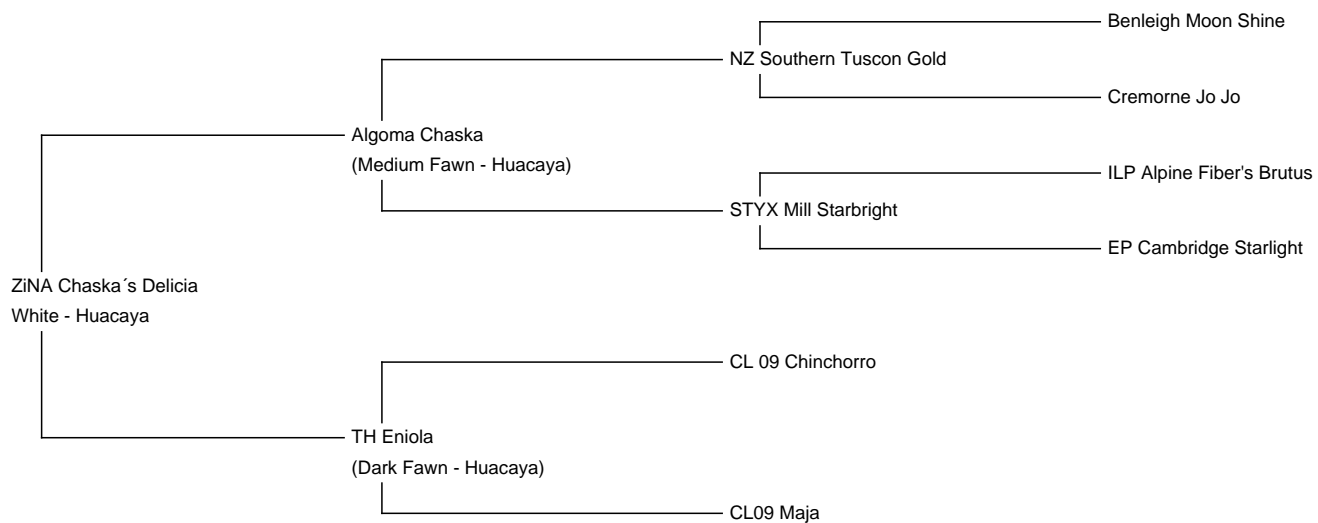 Benleigh Moon Shine
NZ Southern Tuscon Gold
Cremorne Jo Jo
Algoma Chaska
(Medium Fawn - Huacaya)
ILP Alpine Fiber's Brutus
STYX Mill Starbright
EP Cambridge Starlight
ZiNA Chaska´s Delicia
White - Huacaya
CL 09 Chinchorro
TH Eniola
(Dark Fawn - Huacaya)
CL09 Maja